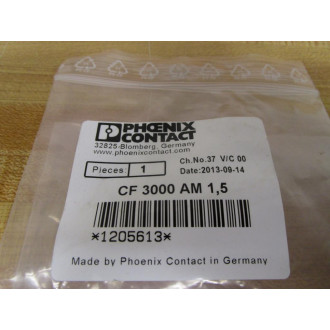 PHŒNIX
CONTACT
32825-Blomberg, Germany
www.phoenixcontact.com
Pieces: 1
Ch.No.37 V/C 00
Date:2013-09-14
CF 3000 AM 1,5
*1205613*
Made by Phoenix Contact in Germany